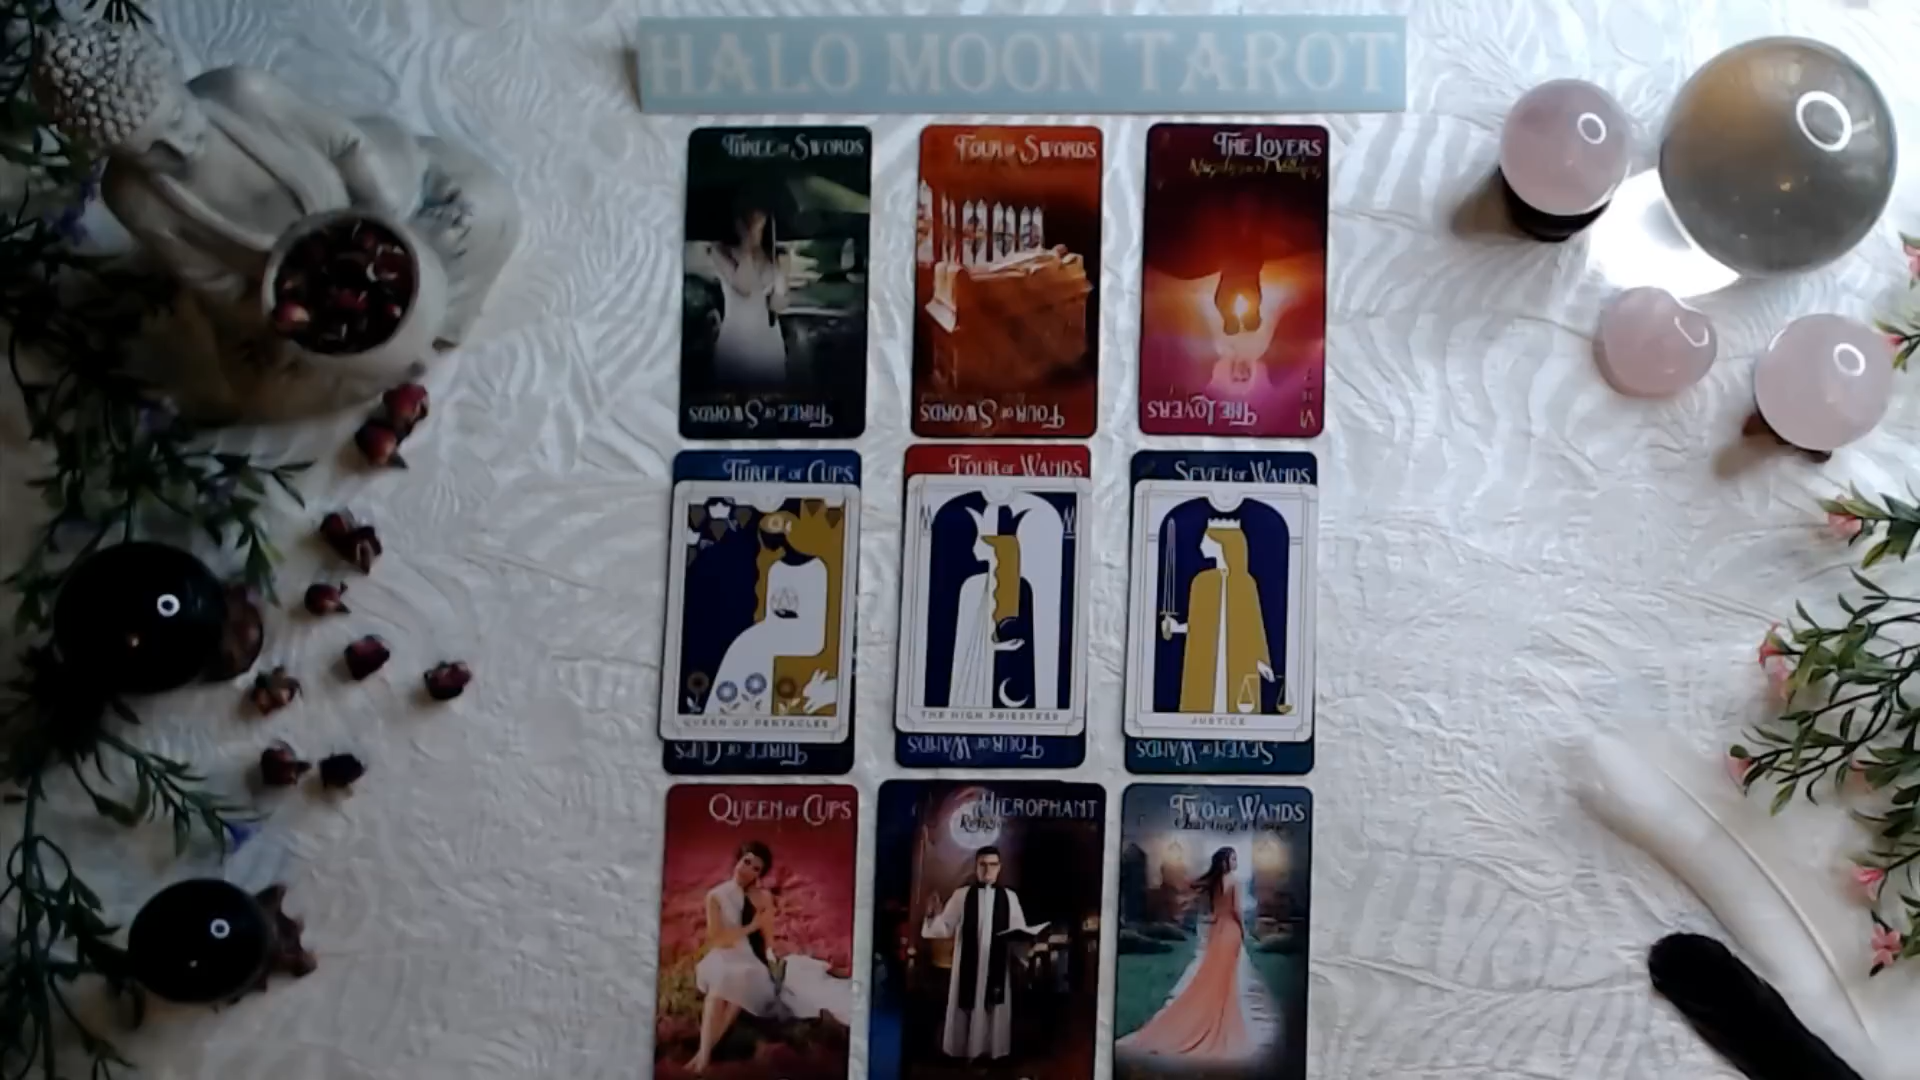 HALO MOON TAROT
THREE OF SWORDS
FOUR OF SWORDS
THE LOVERS
THREE OF SWORDS
FOUR OF SWORDS
THE LOVERS
VI
THREE OF CUPS
FOUR OF WANDS
SEVEN OF WANDS
QUEEN OF PENTACLES
THE HIGH PRIESTESS
JUSTICE
THREE OF CUPS
FOUR OF WANDS
SEVEN OF WANDS
QUEEN OF CUPS
HIEROPHANT
TWO OF WANDS